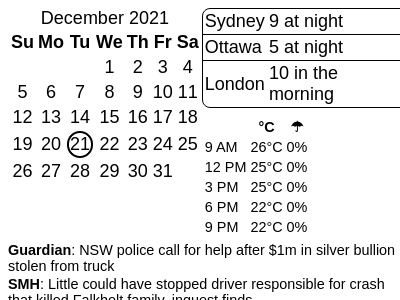 December 2021
Su Mo Tu We Th Fr Sa
1 2 3 4
5 6 7 8 9 10 11
12 13 14 15 16 17 18
19 20 21 22 23 24 25
26 27 28 29 30 31
Sydney 9 at night
Ottawa 5 at night
London 10 in the
morning
°C ☂
9 AM 26°C 0%
12 PM 25°C 0%
3 PM 25°C 0%
6 PM 22°C 0%
9 PM 22°C 0%
Guardian: NSW police call for help after $1m in silver bullion
stolen from truck
SMH: Little could have stopped driver responsible for crash
that killed Falkholt family, inquest finds